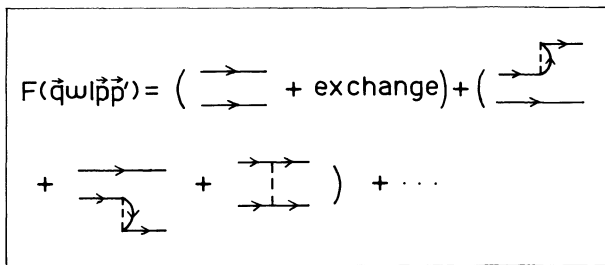 F(q⃗ω|p⃗p⃗′) = ( + exchange) + (
+ + ) + · · ·